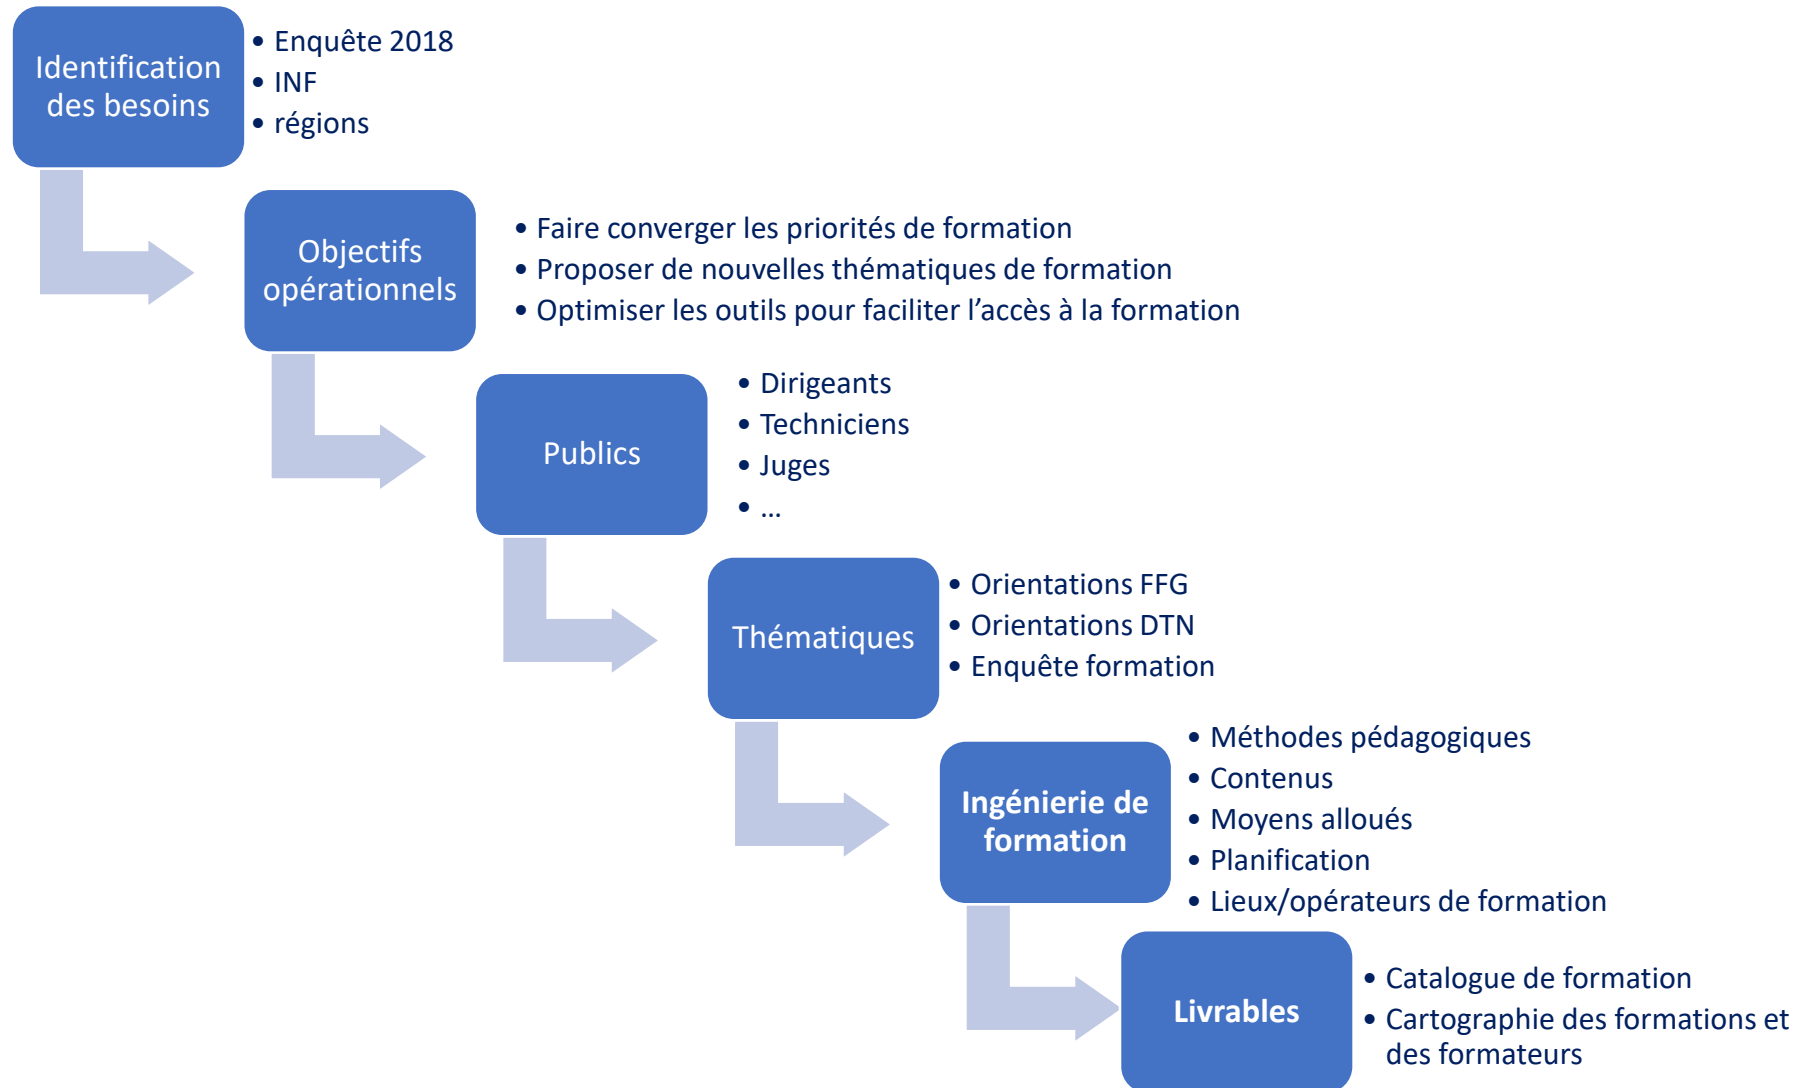 Identification
des besoins
• Enquête 2018
• INF
• régions
Objectifs
opérationnels
• Faire converger les priorités de formation
• Proposer de nouvelles thématiques de formation
• Optimiser les outils pour faciliter l’accès à la formation
Publics
• Dirigeants
• Techniciens
• Juges
• …
Thématiques
• Orientations FFG
• Orientations DTN
• Enquête formation
Ingénierie de
formation
• Méthodes pédagogiques
• Contenus
• Moyens alloués
• Planification
• Lieux/opérateurs de formation
Livrables
• Catalogue de formation
• Cartographie des formations et
des formateurs